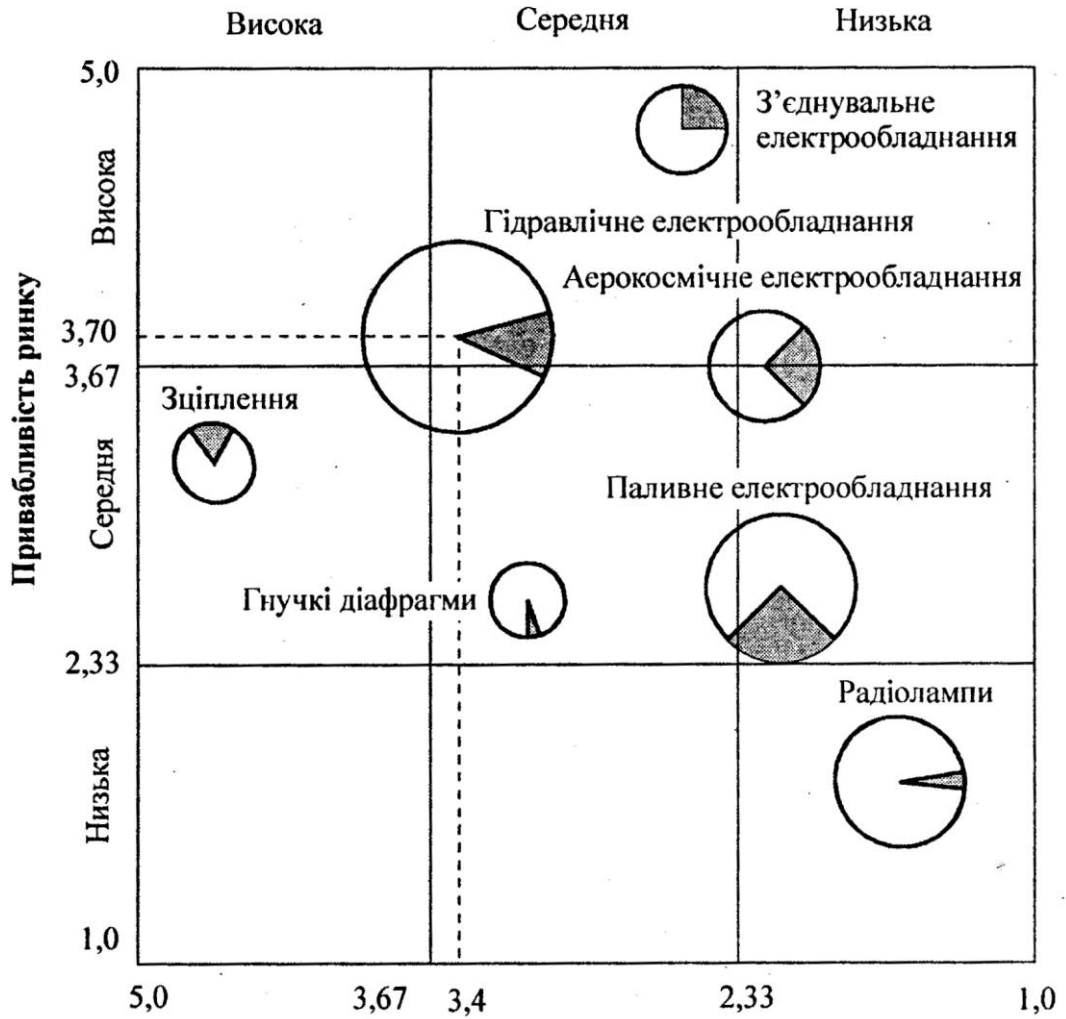 Висока Середня Низька
5,0
З’єднувальне
електрообладнання
Висока
Гідравлічне електрообладнання
Аерокосмічне електрообладнання
Привабливість ринку
3,70
3,67
Зціплення
Середня
Паливне електрообладнання
Гнучкі діафрагми
2,33
Радіолампи
Низька
1,0
5,0 3,67 3,4 2,33 1,0